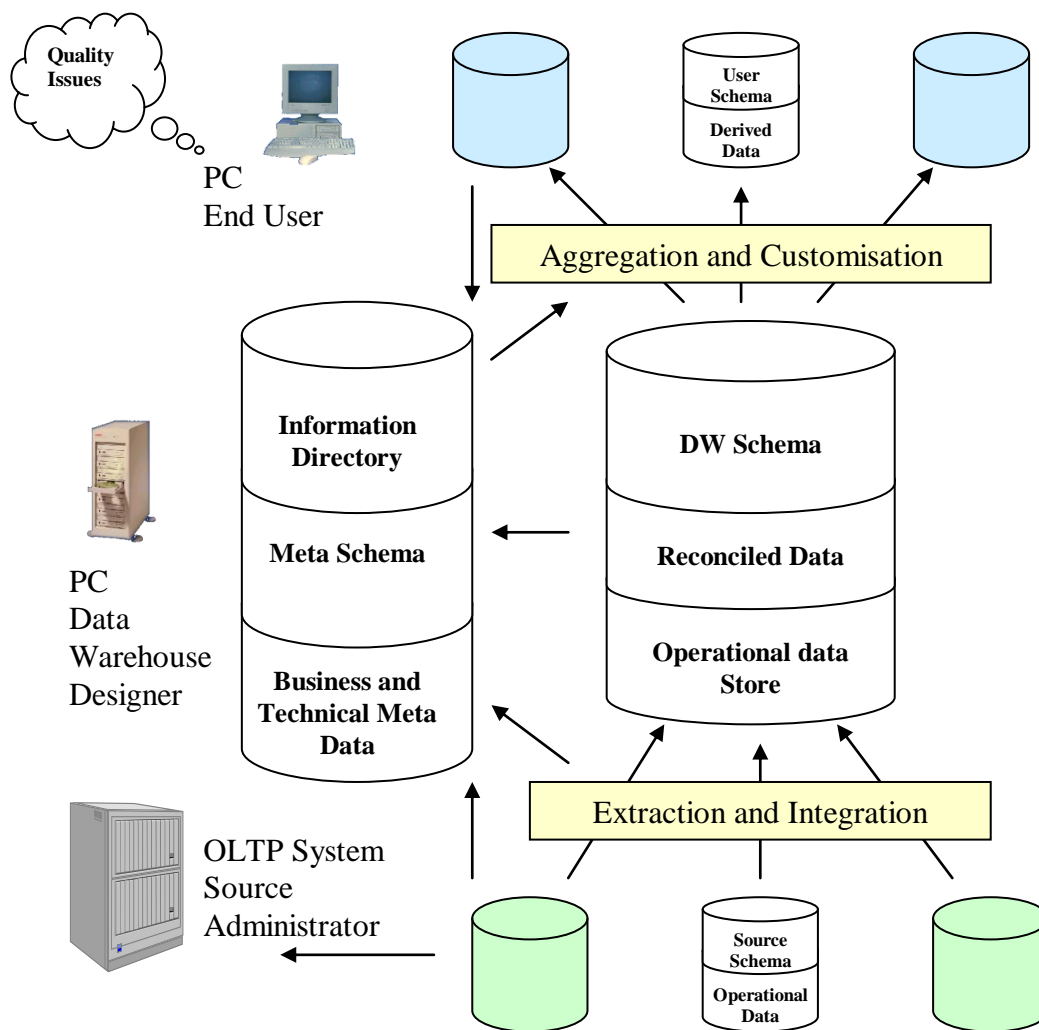 Quality
Issues
PC
End User
User
Schema
Derived
Data
Aggregation and Customisation
Information
Directory
Meta Schema
Business and
Technical Meta
Data
DW Schema
Reconciled Data
Operational data
Store
PC
Data
Warehouse
Designer
Extraction and Integration
OLTP System
Source
Administrator
Source
Schema
Operational
Data